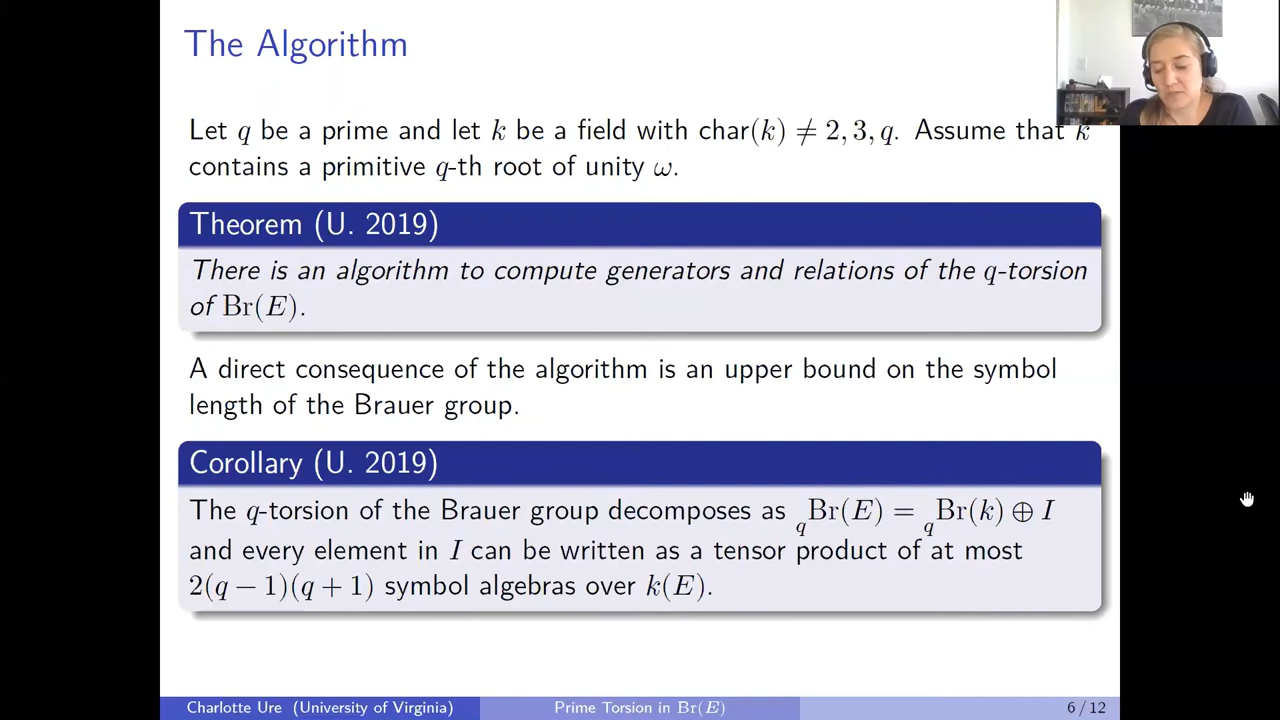 The Algorithm
Let q be a prime and let k be a field with char(k) ≠ 2, 3, q. Assume that k
contains a primitive q-th root of unity ω.
Theorem (U. 2019)
There is an algorithm to compute generators and relations of the q-torsion
of Br(E).
A direct consequence of the algorithm is an upper bound on the symbol
length of the Brauer group.
Corollary (U. 2019)
The q-torsion of the Brauer group decomposes as qBr(E) = qBr(k) ⊕ I
and every element in I can be written as a tensor product of at most
2(q − 1)(q + 1) symbol algebras over k(E).
Charlotte Ure (University of Virginia) Prime Torsion in Br(E) 6 / 12